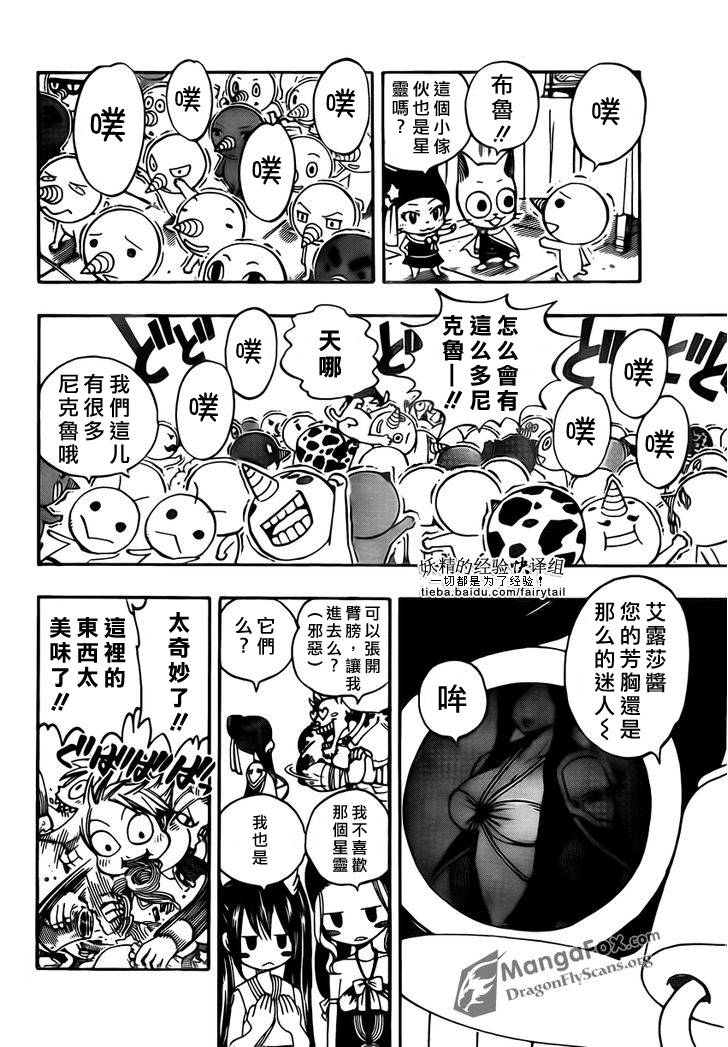 布
魯
!!
這個小傢
伙也是星
靈嗎?
噗
噗
噗
噗
噗
怎么會有
這么多尼
克魯ー!!
天
哪
噗
噗
噗
噗
噗
我們這儿
有很多
尼克魯哦
ど
ど
ど
妖精的经验快译组
一切都是为了经验!
tieba.baidu.com/fairytail
艾露莎醬
您的芳胸還是
那么的迷人~
哞
可以張開
臂膀,讓我
進去么?
(邪惡)
它們
么?
我不喜歡
那個星靈
我
也
是
太奇妙了!!
這裡的
東西太
美味了!!
MangaFox.com
DragonFlyScans.org